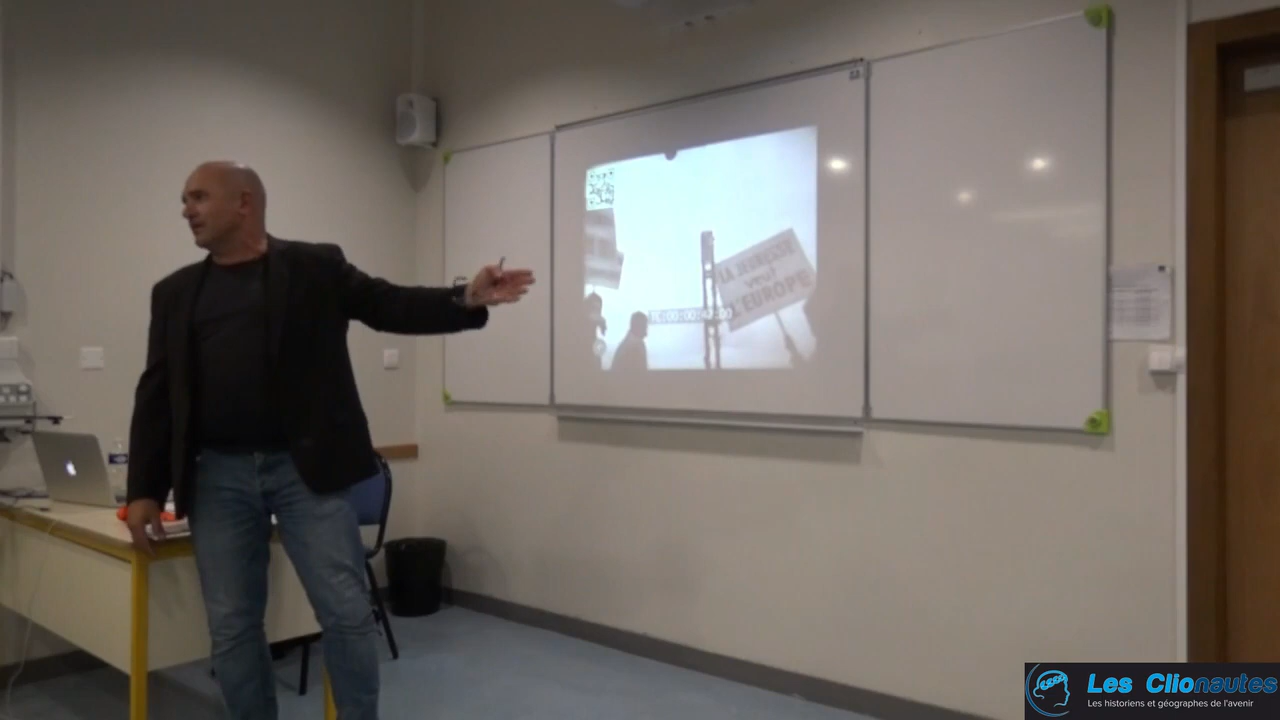 LA JEUNESSE
veut
L'EUROPE
Les Clionautes
Les historiens et géographes de l'avenir